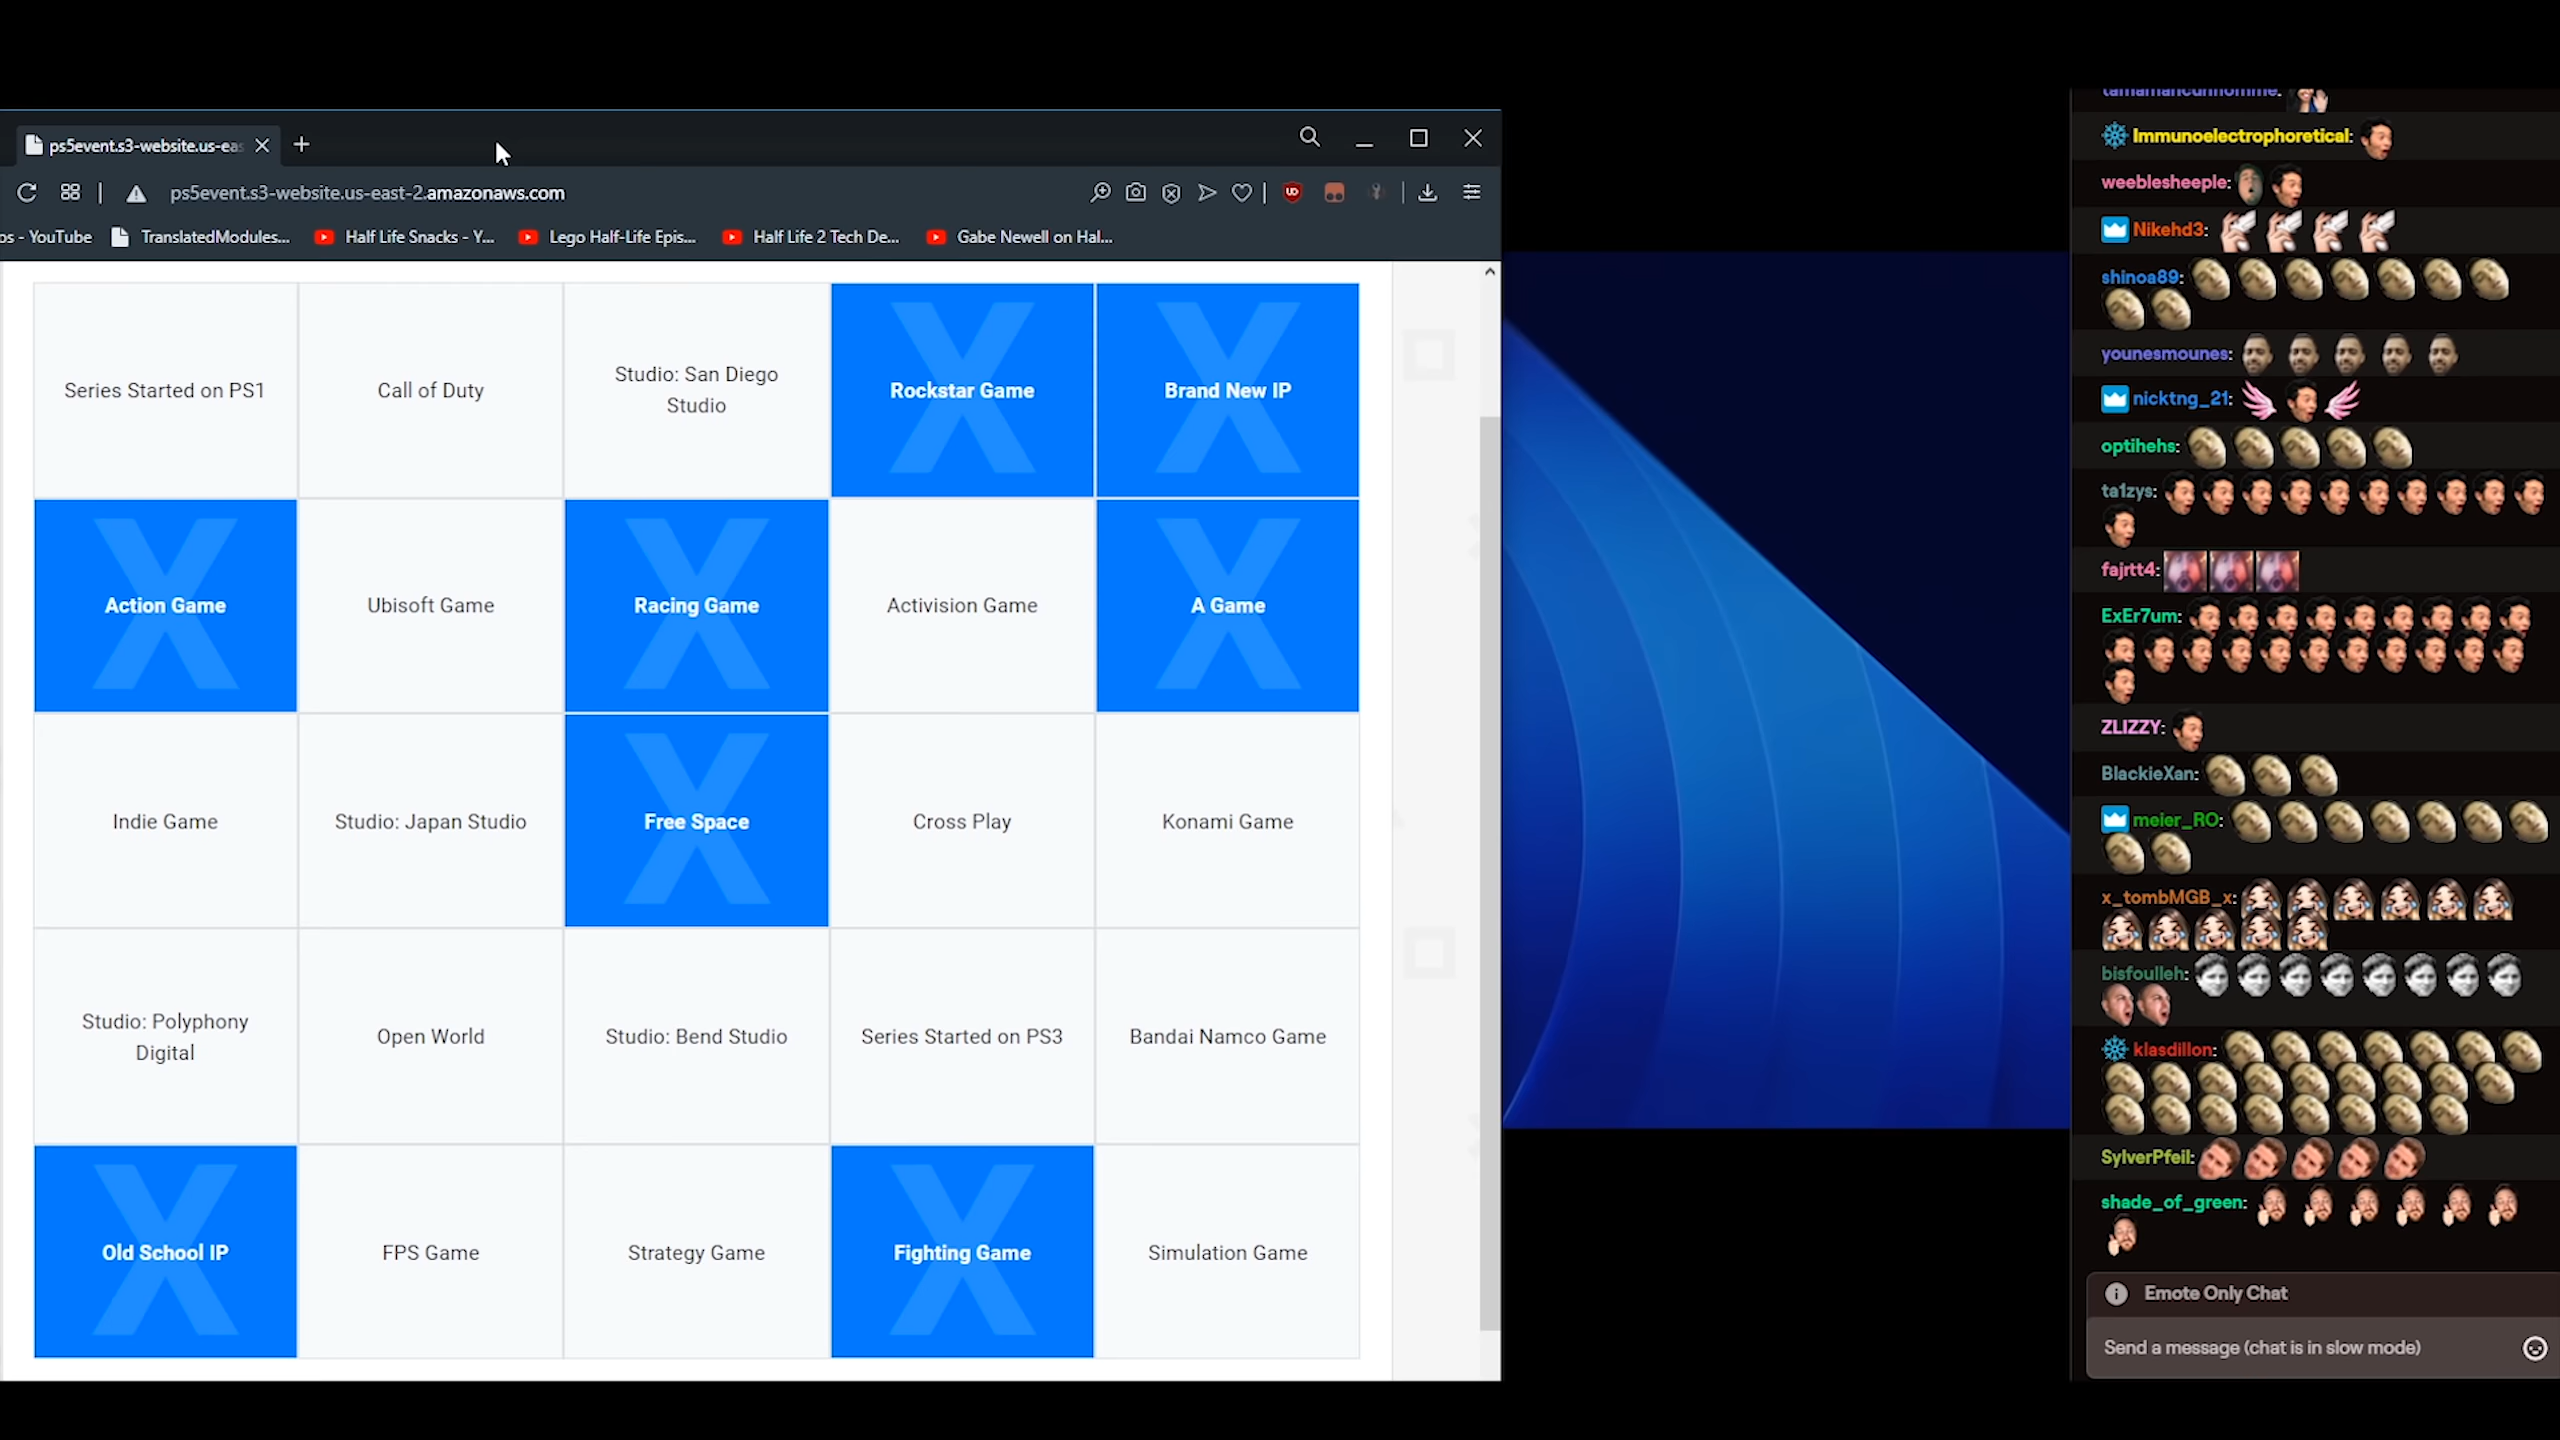 ps5event.s3-website.us-eas
ps5event.s3-website.us-east-2.amazonaws.com
os - YouTube
TranslatedModules...
Half Life Snacks - Y...
Lego Half-Life Epis...
Half Life 2 Tech De...
Gabe Newell on Hal...
Series Started on PS1
Call of Duty
Studio: San Diego
Studio
Rockstar Game
Brand New IP
Action Game
Ubisoft Game
Racing Game
Activision Game
A Game
Indie Game
Studio: Japan Studio
Free Space
Cross Play
Konami Game
Studio: Polyphony
Digital
Open World
Studio: Bend Studio
Series Started on PS3
Bandai Namco Game
Old School IP
FPS Game
Strategy Game
Fighting Game
Simulation Game
Immunoelectrophoretical:
weeblesheeple:
Nikehd3:
shinoa89:
younesmounes:
nicktng_21:
optihehs:
ta1zys:
fajrtt4:
ExEr7um:
ZLIZZY:
BlackieXan:
meier_RO:
x_tombMGB_x:
bisfoulleh:
klasdillon:
SylverPfeil:
shade_of_green:
Emote Only Chat
Send a message (chat is in slow mode)